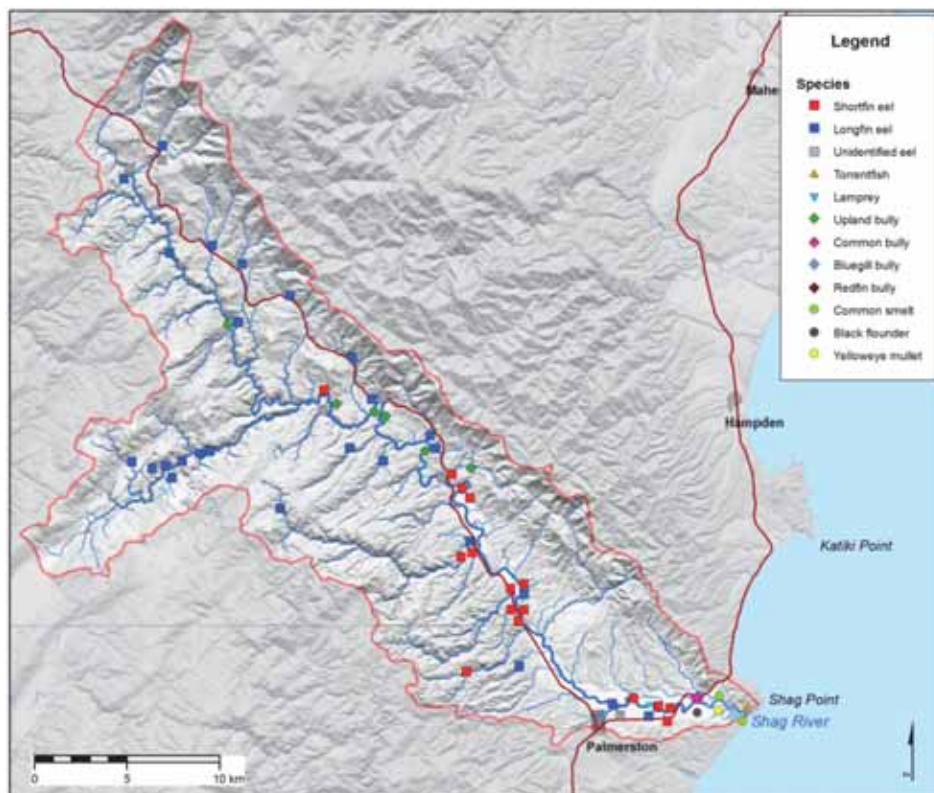 Legend
Species
Shortfin eel
Longfin eel
Unidentified eel
Torrentfish
Lamprey
Upland bully
Common bully
Bluegill bully
Redfin bully
Common smelt
Black flounder
Yelloweye mullet
Mahe
Hampden
Katiki Point
Shag Point
Shag River
Palmerston
0 5 10 km